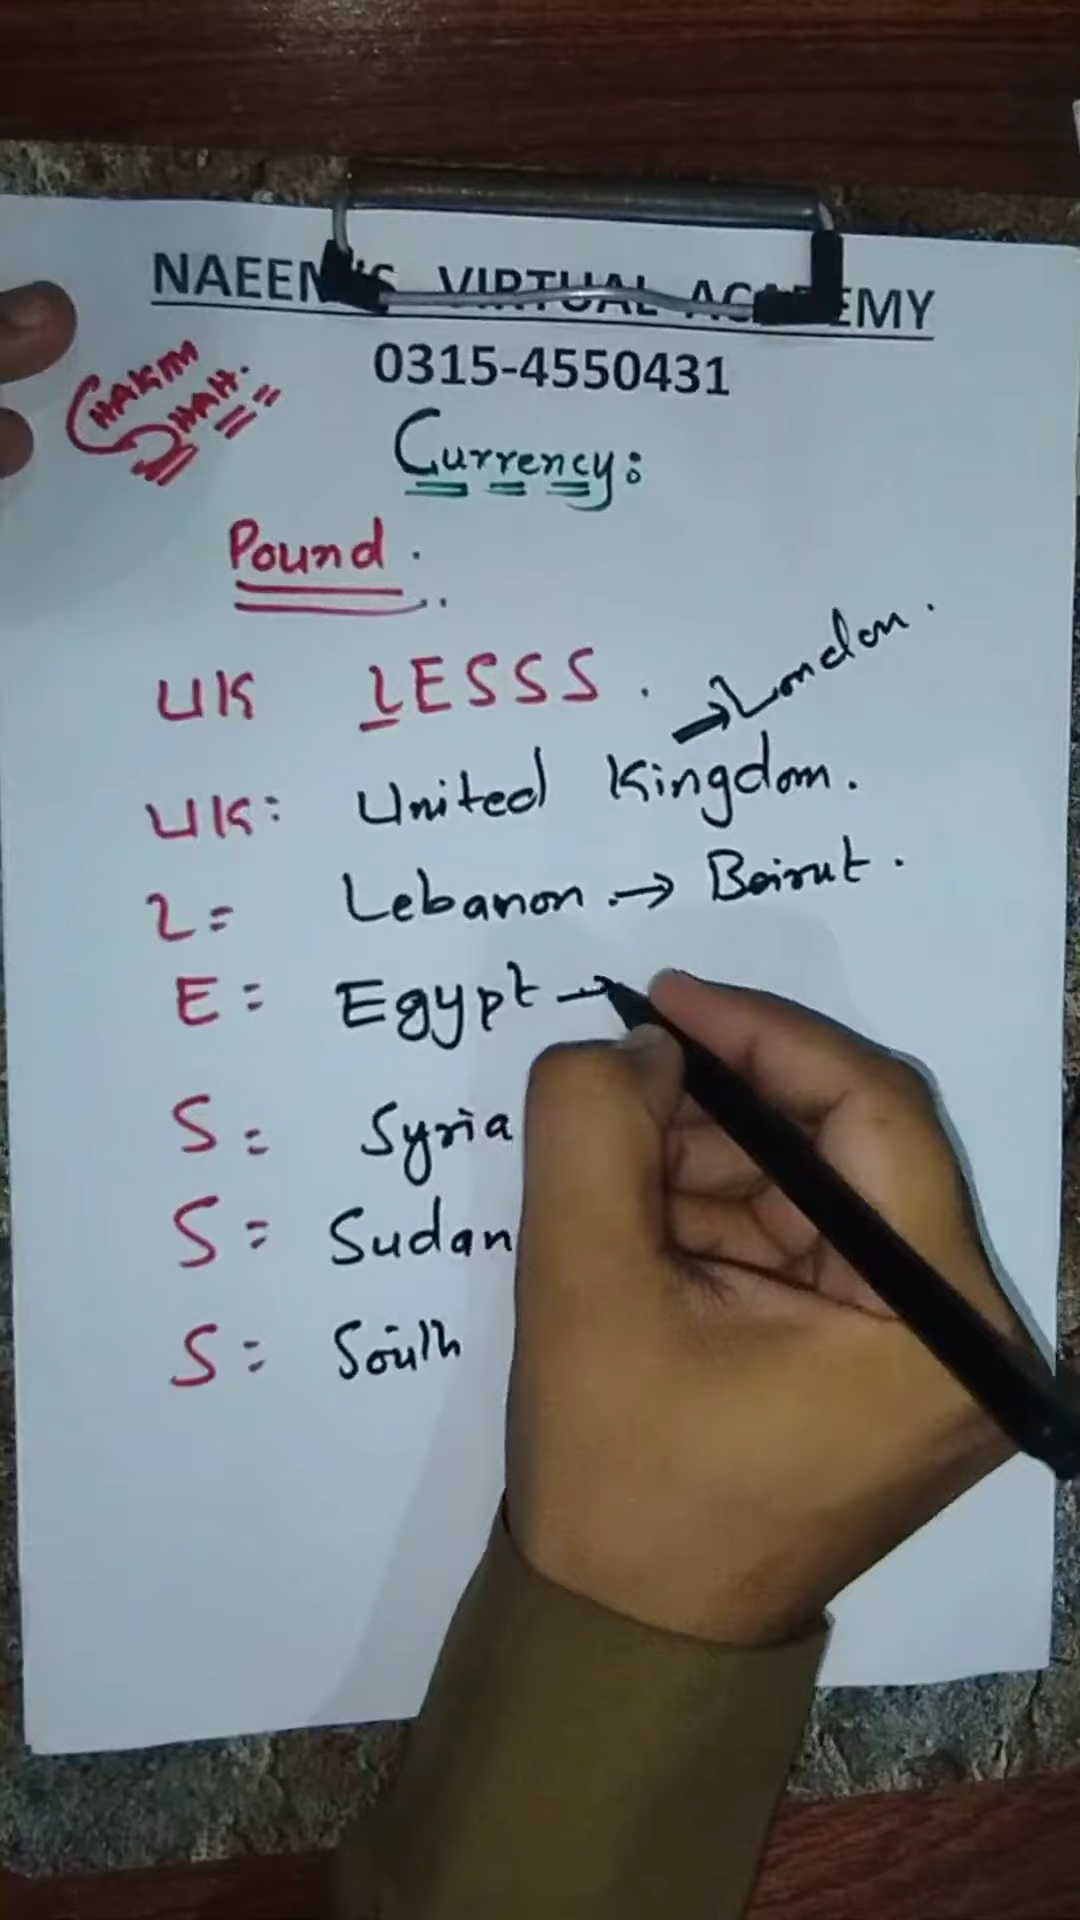 NAEEM'S VIRTUAL ACADEMY
0315-4550431
Currency:
Pound.
UK LESSS.
→ London.
UK: United Kingdom.
L= Lebanon. → Beirut.
E= Egypt →
S= Syria
S= Sudan
S= South